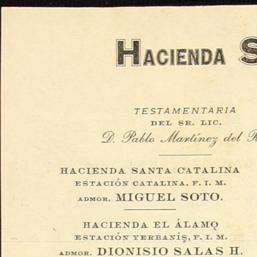 HACIENDA S
TESTAMENTARIA
DEL SR. LIC.
D. Pablo Martínez del R
HACIENDA SANTA CATALINA
ESTACIÓN CATALINA, F. I. M.
ADMOR. MIGUEL SOTO.
HACIENDA EL ÁLAMO
ESTACIÓN YERBANÍS, F. I. M.
ADMOR. DIONISIO SALAS H.